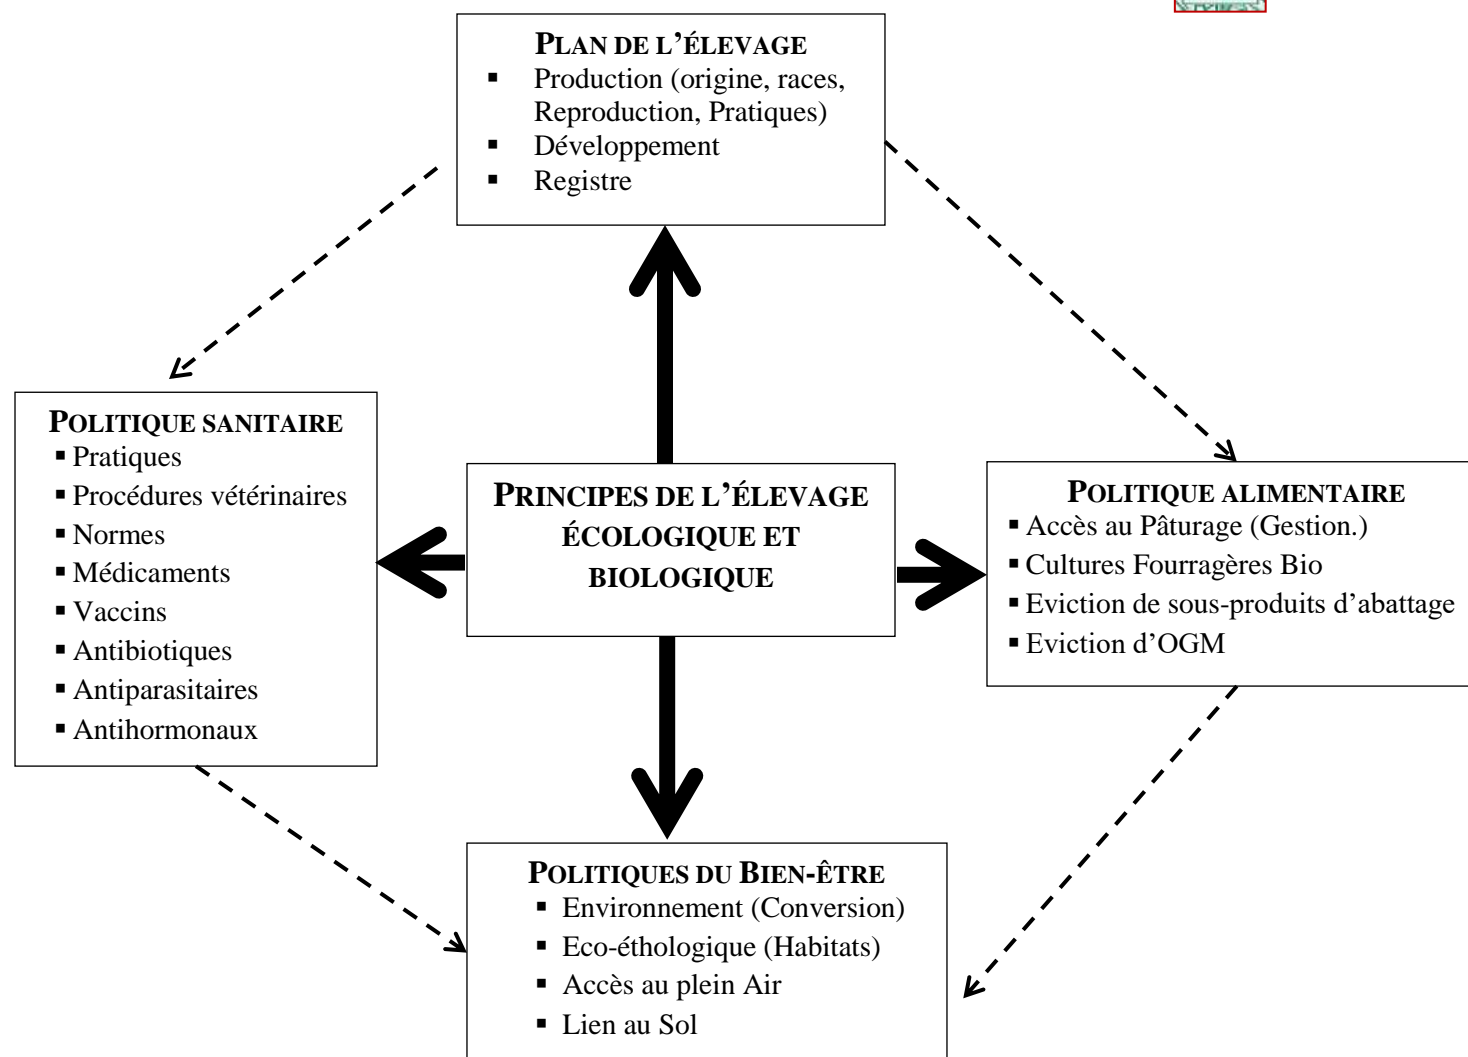 PLAN DE L’ÉLEVAGE
▪ Production (origine, races,
Reproduction, Pratiques)
▪ Développement
▪ Registre
POLITIQUE SANITAIRE
▪ Pratiques
▪ Procédures vétérinaires
▪ Normes
▪ Médicaments
▪ Vaccins
▪ Antibiotiques
▪ Antiparasitaires
▪ Antihormonaux
PRINCIPES DE L’ÉLEVAGE
ÉCOLOGIQUE ET
BIOLOGIQUE
POLITIQUE ALIMENTAIRE
▪ Accès au Pâturage (Gestion.)
▪ Cultures Fourragères Bio
▪ Eviction de sous-produits d’abattage
▪ Eviction d’OGM
POLITIQUES DU BIEN-ÊTRE
▪ Environnement (Conversion)
▪ Eco-éthologique (Habitats)
▪ Accès au plein Air
▪ Lien au Sol